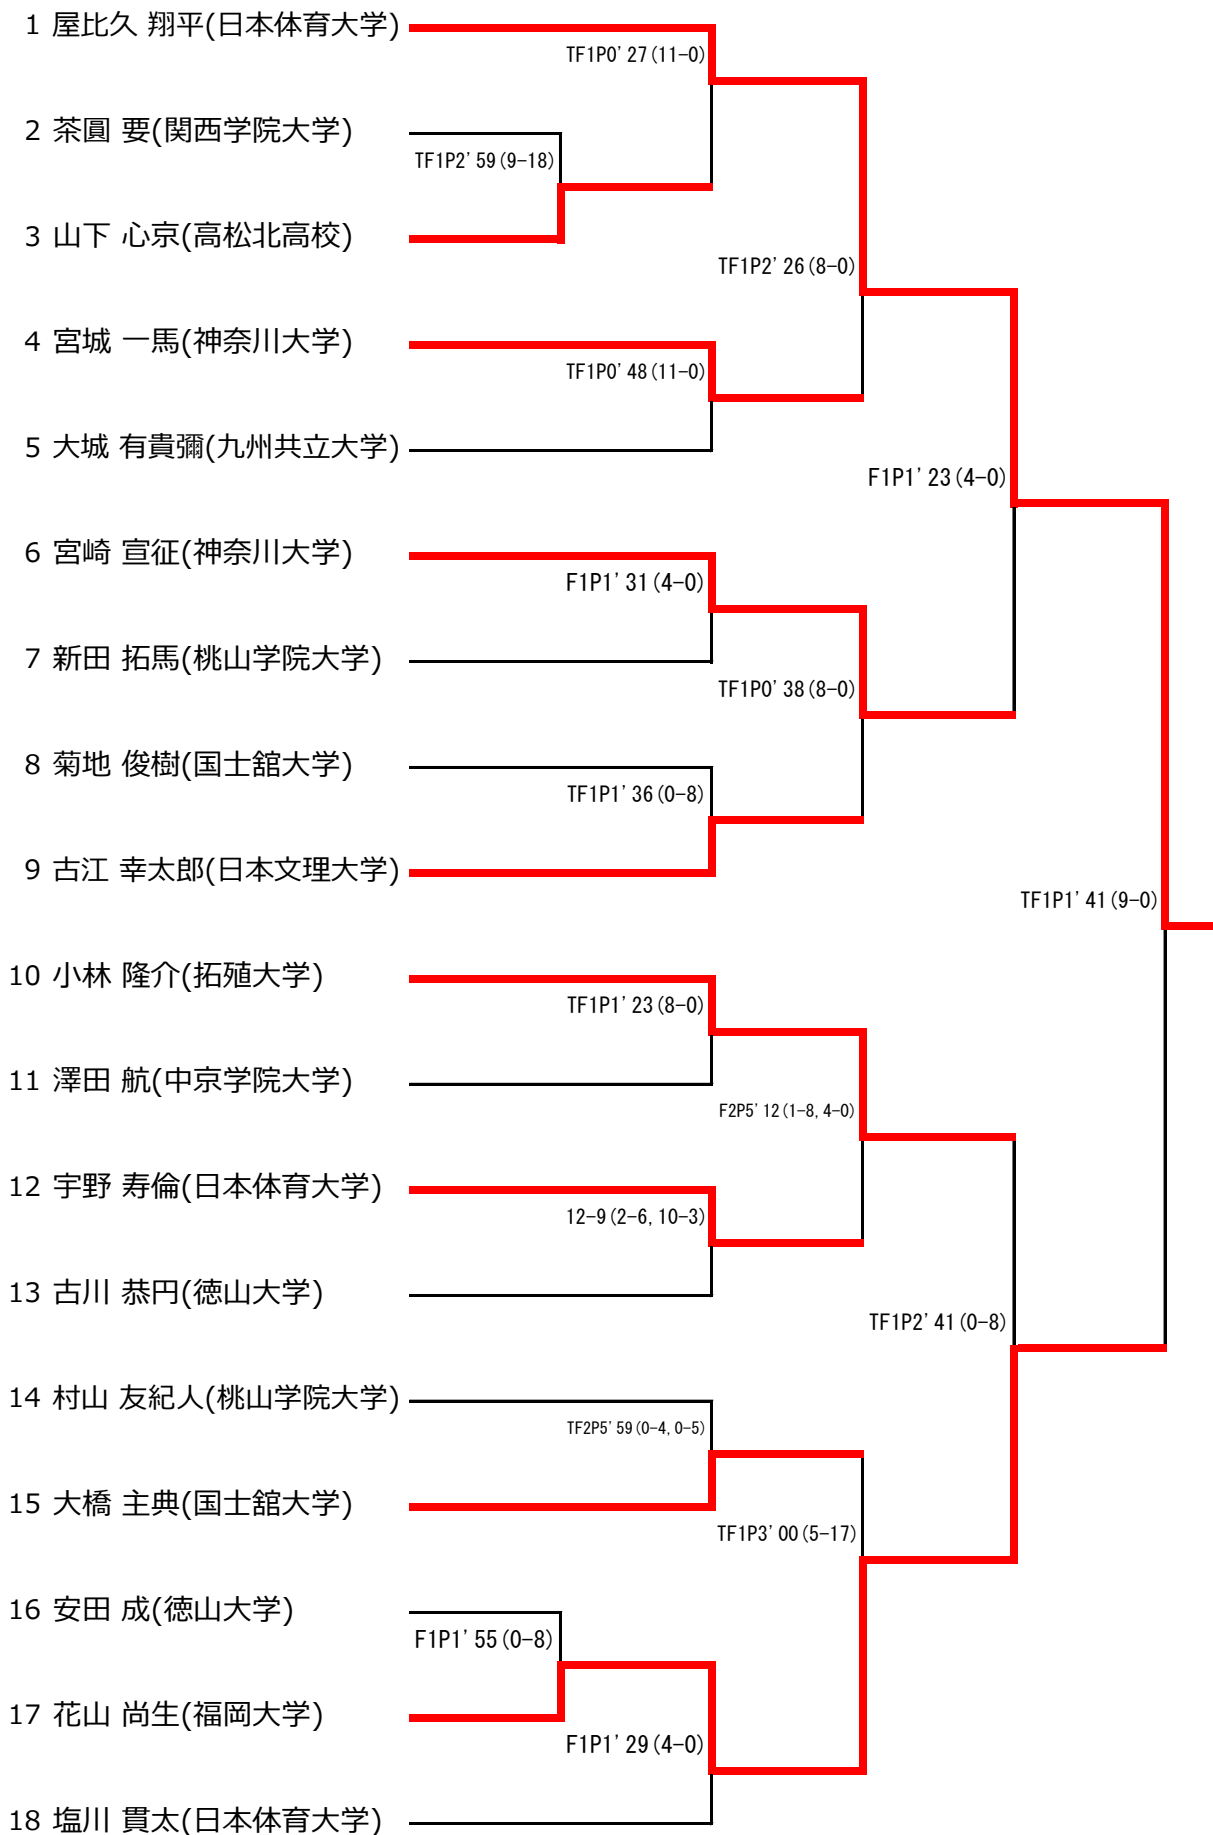 1 屋比久 翔平(日本体育大学)
TF1P0'27(11-0)
2 茶圓 要(関西学院大学)
TF1P2'59(9-18)
3 山下 心京(高松北高校)
TF1P2'26(8-0)
4 宮城 一馬(神奈川大学)
TF1P0'48(11-0)
5 大城 有貴彌(九州共立大学)
F1P1'23(4-0)
6 宮崎 宣征(神奈川大学)
F1P1'31(4-0)
7 新田 拓馬(桃山学院大学)
TF1P0'38(8-0)
8 菊地 俊樹(国士舘大学)
TF1P1'36(0-8)
9 古江 幸太郎(日本文理大学)
TF1P1'41(9-0)
10 小林 隆介(拓殖大学)
TF1P1'23(8-0)
11 澤田 航(中京学院大学)
F2P5'12(1-8,4-0)
12 宇野 寿倫(日本体育大学)
12-9(2-6,10-3)
13 古川 恭円(徳山大学)
TF1P2'41(0-8)
14 村山 友紀人(桃山学院大学)
TF2P5'59(0-4,0-5)
15 大橋 主典(国士舘大学)
TF1P3'00(5-17)
16 安田 成(徳山大学)
F1P1'55(0-8)
17 花山 尚生(福岡大学)
F1P1'29(4-0)
18 塩川 貫太(日本体育大学)